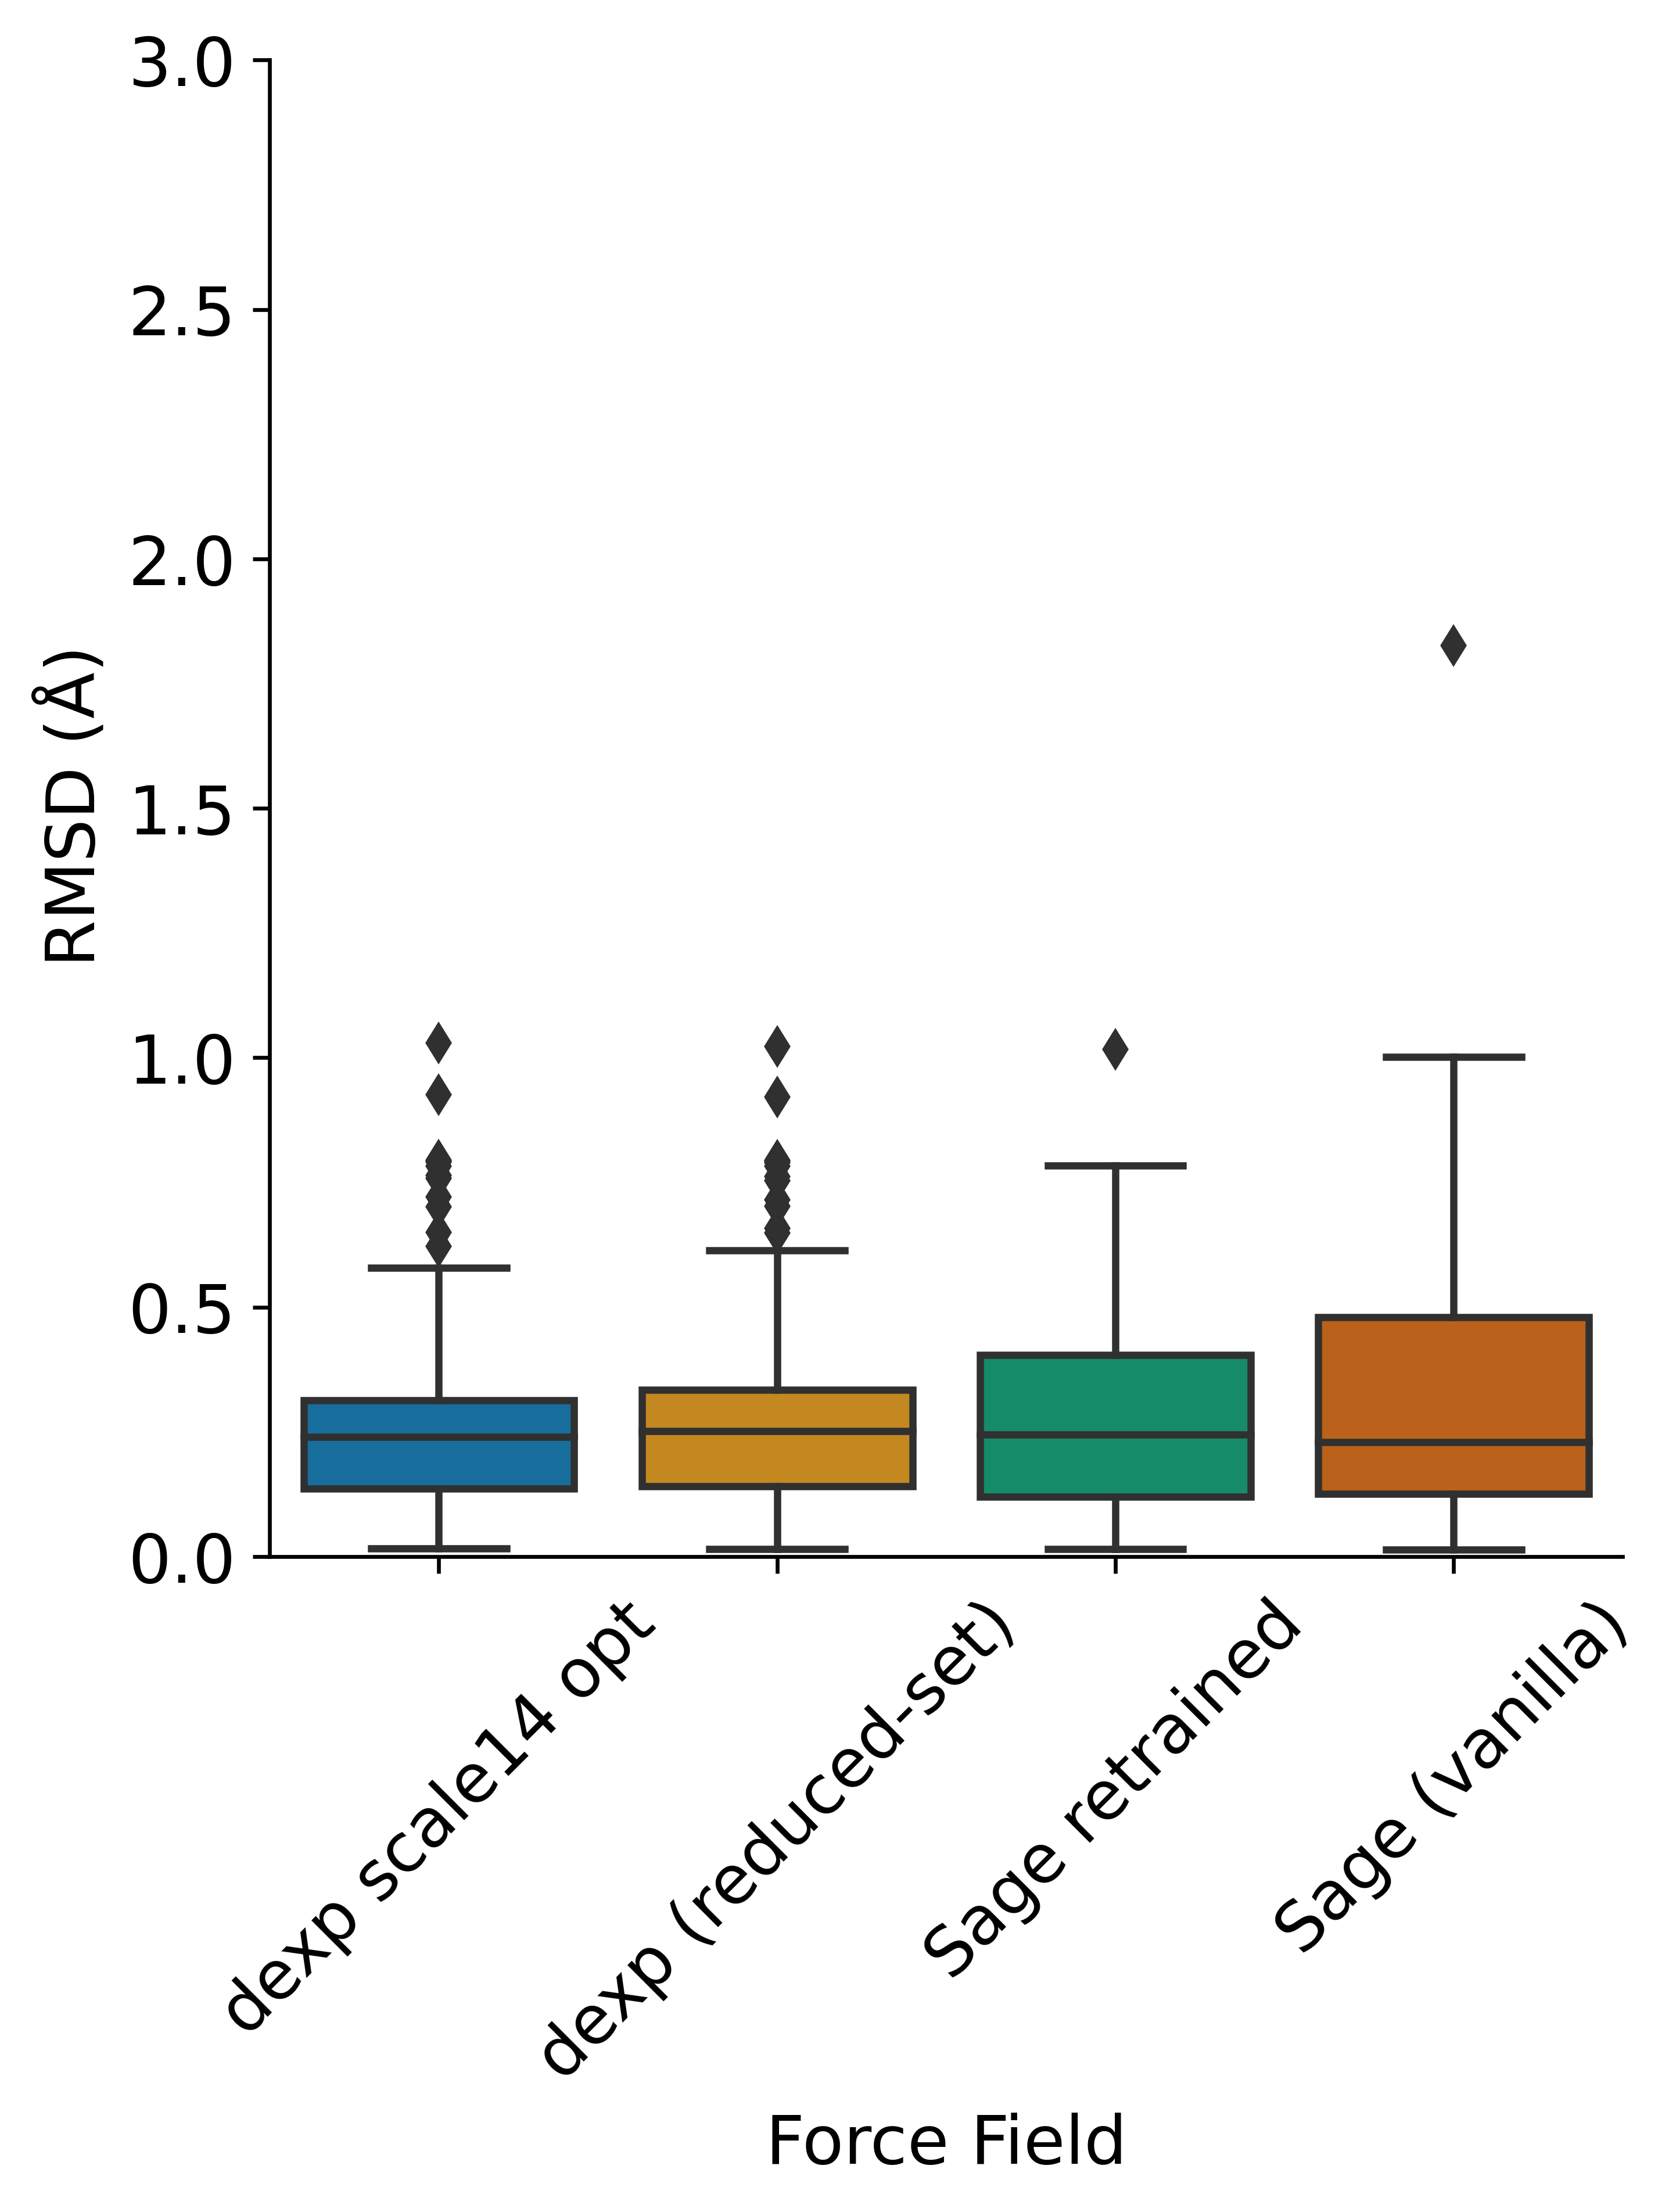 3.0
2.5
2.0
1.5
1.0
0.5
0.0
RMSD (Å)
dexp scale14 opt
dexp (reduced-set)
Sage retrained
Sage (vanilla)
Force Field